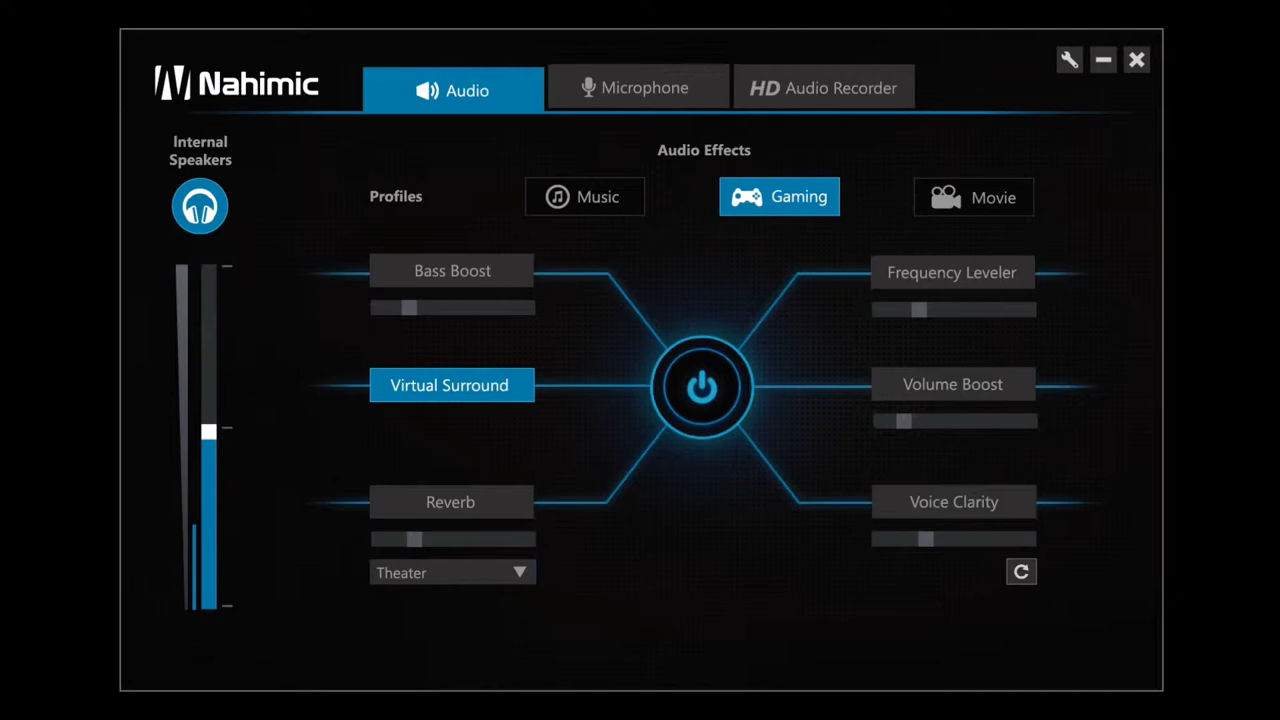 Nahimic
Audio
Microphone
HD Audio Recorder
Internal
Speakers
Audio Effects
Profiles
Music
Gaming
Movie
Bass Boost
Frequency Leveler
Virtual Surround
Volume Boost
Reverb
Voice Clarity
Theater